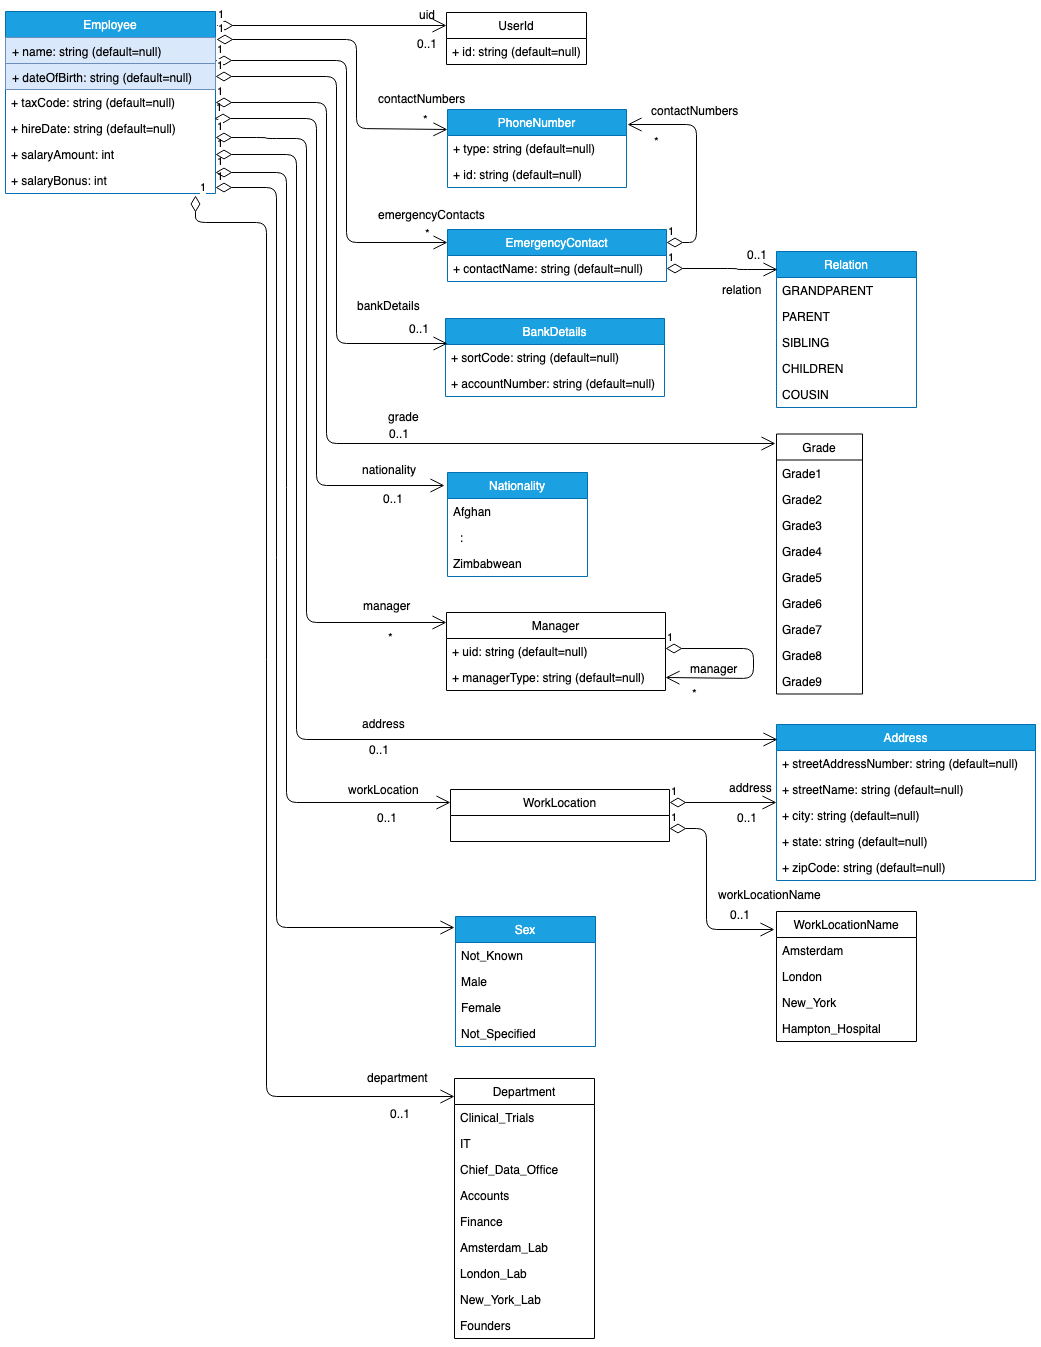 Employee
+ name: string (default=null)
+ dateOfBirth: string (default=null)
+ taxCode: string (default=null)
+ hireDate: string (default=null)
+ salaryAmount: int
+ salaryBonus: int
1
1
1
1
1
1
1
1
1
1
uid
0..1
UserId
+ id: string (default=null)
contactNumbers
*
PhoneNumber
+ type: string (default=null)
+ id: string (default=null)
contactNumbers
*
emergencyContacts
*
EmergencyContact
+ contactName: string (default=null)
1
1
0..1
relation
Relation
GRANDPARENT
PARENT
SIBLING
CHILDREN
COUSIN
bankDetails
0..1
BankDetails
+ sortCode: string (default=null)
+ accountNumber: string (default=null)
grade
0..1
Grade
Grade1
Grade2
Grade3
Grade4
Grade5
Grade6
Grade7
Grade8
Grade9
nationality
0..1
Nationality
Afghan
:
Zimbabwean
manager
*
Manager
+ uid: string (default=null)
+ managerType: string (default=null)
1
manager
*
address
0..1
Address
+ streetAddressNumber: string (default=null)
+ streetName: string (default=null)
+ city: string (default=null)
+ state: string (default=null)
+ zipCode: string (default=null)
workLocation
0..1
WorkLocation
1
address
0..1
1
workLocationName
0..1
WorkLocationName
Amsterdam
London
New_York
Hampton_Hospital
Sex
Not_Known
Male
Female
Not_Specified
department
0..1
Department
Clinical_Trials
IT
Chief_Data_Office
Accounts
Finance
Amsterdam_Lab
London_Lab
New_York_Lab
Founders